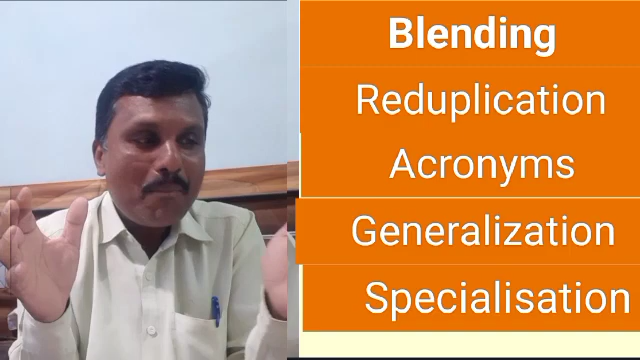 Blending
Reduplication
Acronyms
Generalization
Specialisation